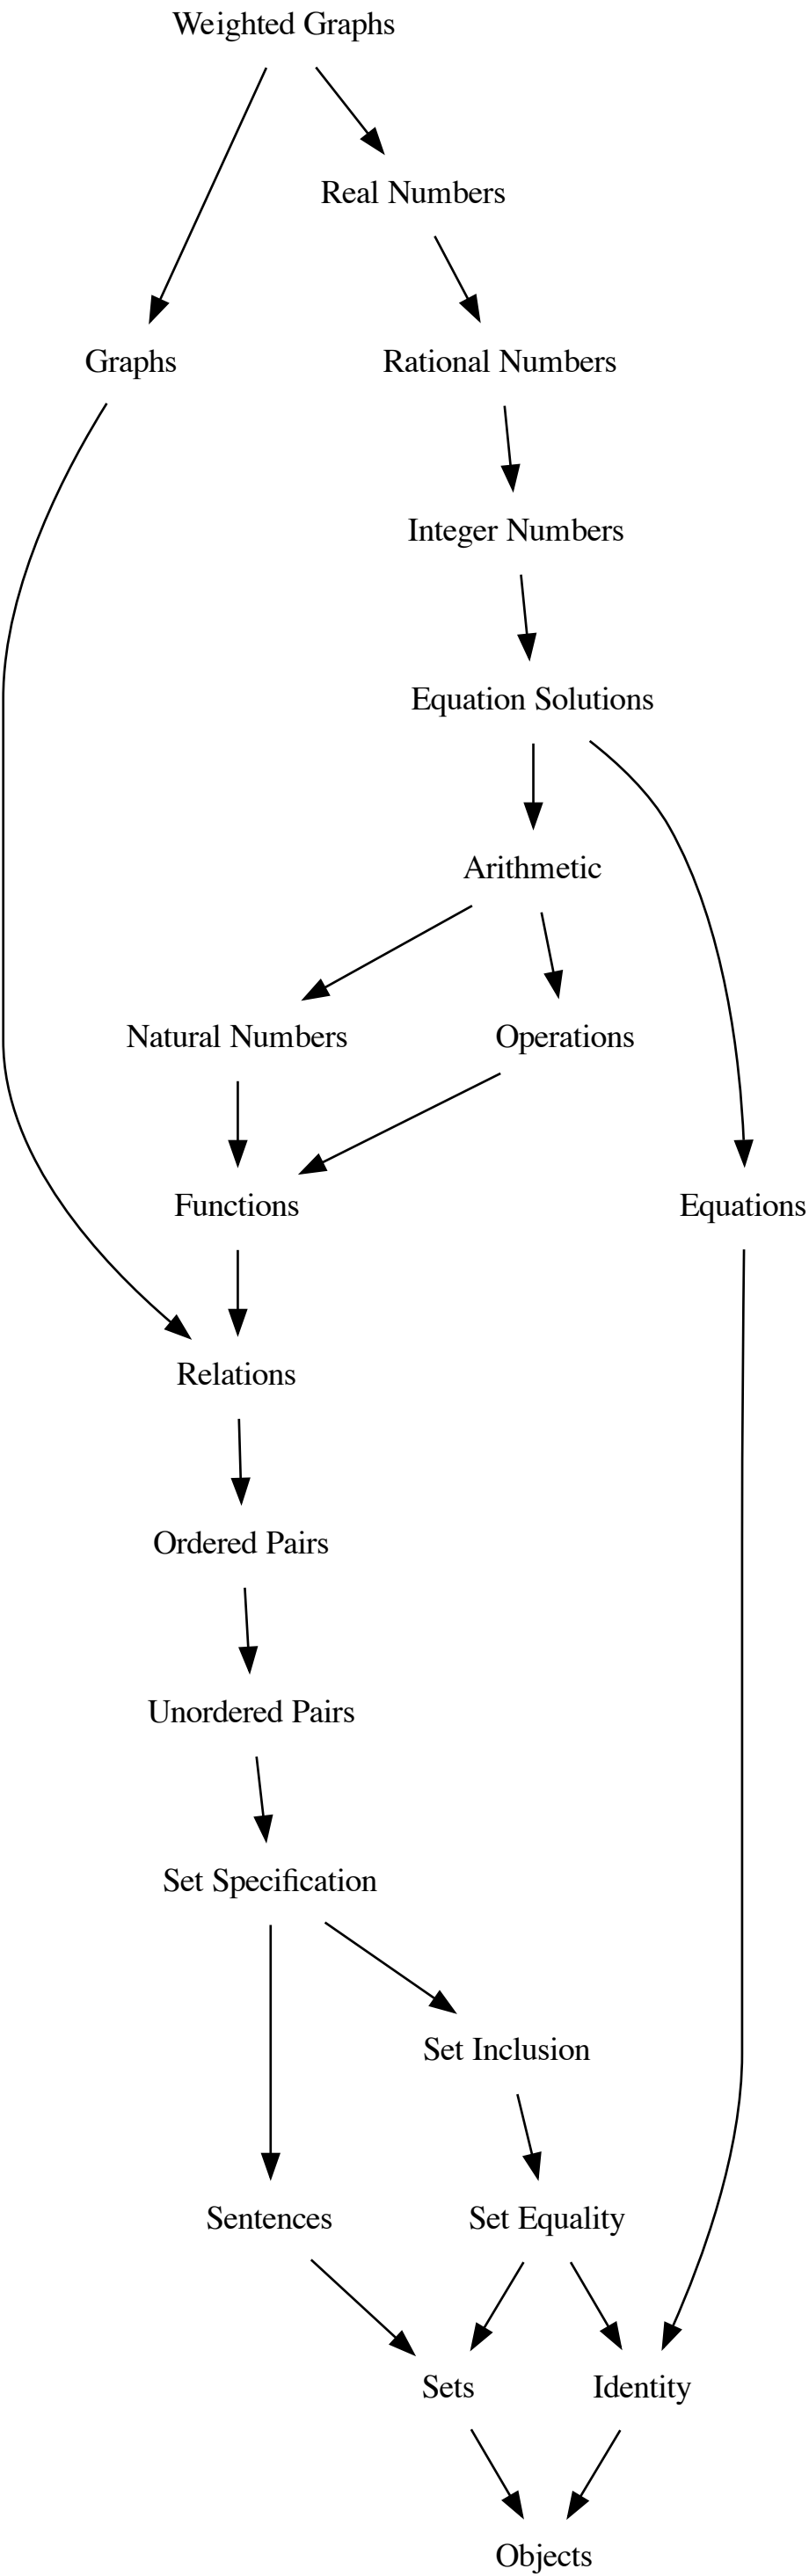 Weighted Graphs
Real Numbers
Graphs
Rational Numbers
Integer Numbers
Equation Solutions
Arithmetic
Natural Numbers
Operations
Functions
Equations
Relations
Ordered Pairs
Unordered Pairs
Set Specification
Set Inclusion
Sentences
Set Equality
Sets
Identity
Objects